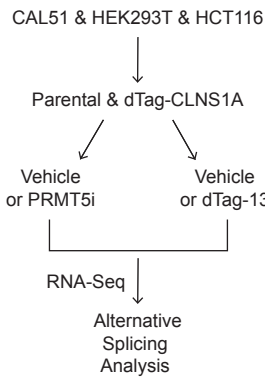 CAL51 & HEK293T & HCT116
Parental & dTag-CLNS1A
Vehicle
or PRMT5i
Vehicle
or dTag-13
RNA-Seq
Alternative
Splicing
Analysis